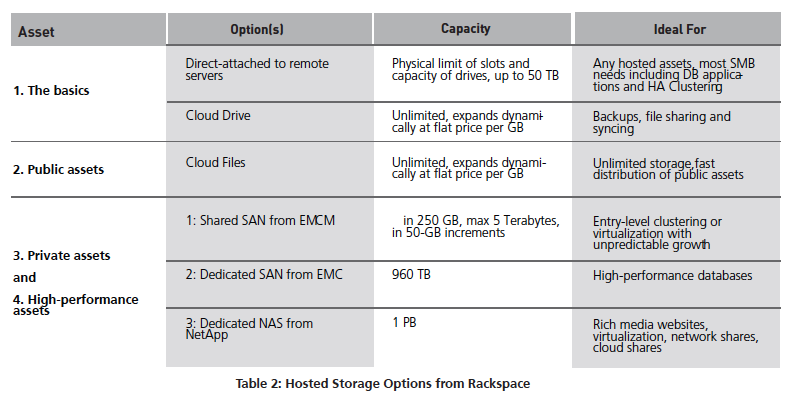 Asset
Option(s)
Capacity
Ideal For
1. The basics
Direct-attached to remote
servers
Physical limit of slots and
capacity of drives, up to 50 TB
Any hosted assets, most SMB
needs including DB applica-
tions and HA Clustering
Cloud Drive
Unlimited, expands dynami-
cally at flat price per GB
Backups, file sharing and
syncing
2. Public assets
Cloud Files
Unlimited, expands dynami-
cally at flat price per GB
Unlimited storage,fast
distribution of public assets
3. Private assets
and
4. High-performance
assets
1: Shared SAN from EMCM
in 250 GB, max 5 Terabytes,
in 50-GB increments
Entry-level clustering or
virtualization with
unpredictable growth
2: Dedicated SAN from EMC
960 TB
High-performance databases
3: Dedicated NAS from
NetApp
1 PB
Rich media websites,
virtualization, network shares,
cloud shares
Table 2: Hosted Storage Options from Rackspace